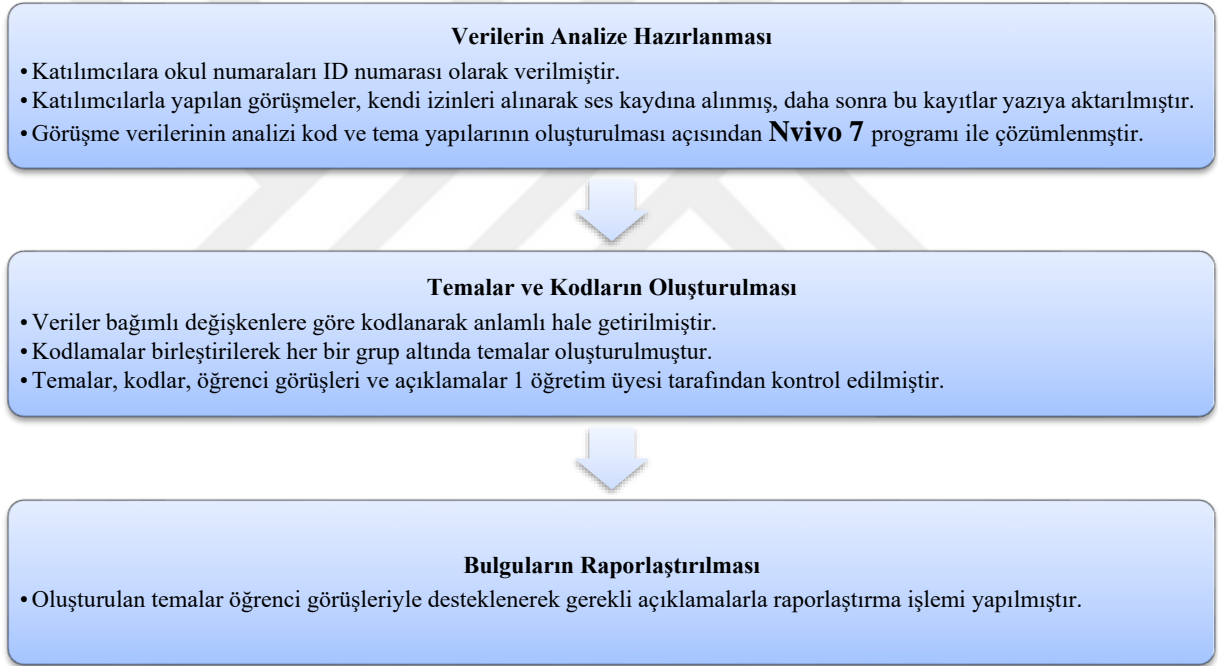 Verilerin Analize Hazırlanması
• Katılımcılara okul numaraları ID numarası olarak verilmiştir.
• Katılımcılarla yapılan görüşmeler, kendi izinleri alınarak ses kaydına alınmış, daha sonra bu kayıtlar yazıya aktarılmıştır.
• Görüşme verilerinin analizi kod ve tema yapılarının oluşturulması açısından Nvivo 7 programı ile çözümlenmştir.
Temalar ve Kodların Oluşturulması
• Veriler bağımlı değişkenlere göre kodlanarak anlamlı hale getirilmiştir.
• Kodlamalar birleştirilerek her bir grup altında temalar oluşturulmuştur.
• Temalar, kodlar, öğrenci görüşleri ve açıklamalar 1 öğretim üyesi tarafından kontrol edilmiştir.
Bulguların Raporlaştırılması
• Oluşturulan temalar öğrenci görüşleriyle desteklenerek gerekli açıklamalarla raporlaştırma işlemi yapılmıştır.